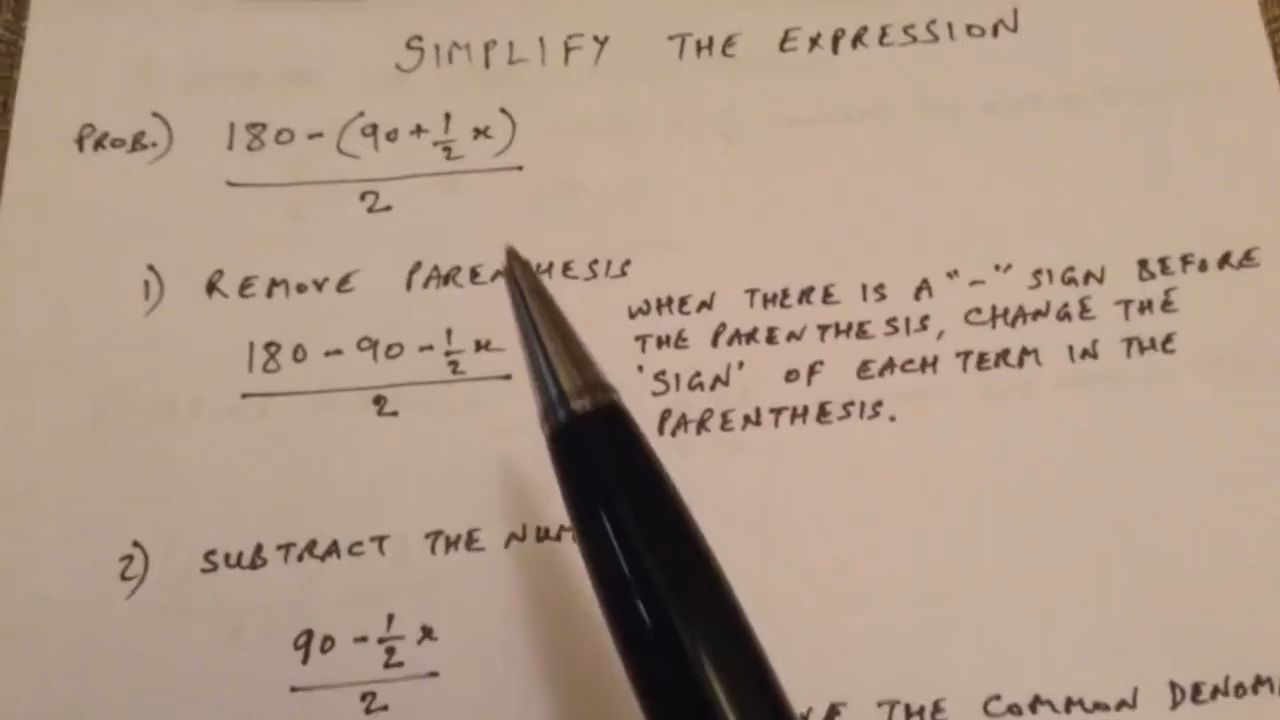 SIMPLIFY THE EXPRESSION
PROB.) 180-(90+1/2 x)
2
1) REMOVE PARENTHESIS
WHEN THERE IS A "-" SIGN BEFORE
THE PARENTHESIS, CHANGE THE
'SIGN' OF EACH TERM IN THE
PARENTHESIS.
180-90-1/2 x
2
2) SUBTRACT THE
90-1/2 x
2
THE COMMON